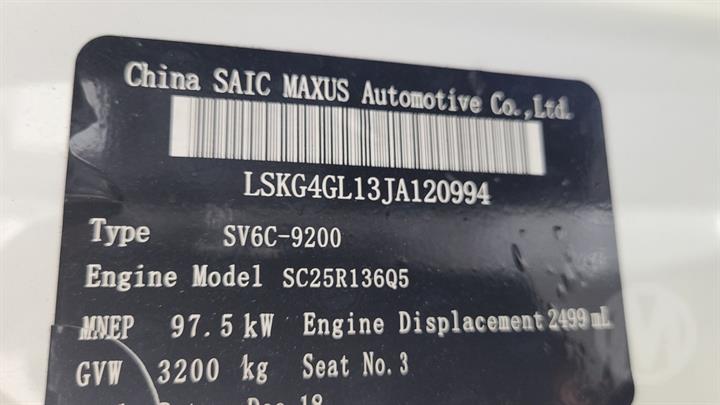 China SAIC MAXUS Automotive Co.,Ltd.
LSKG4GL13JA120994
Type SV6C-9200
Engine Model SC25R136Q5
MNEP 97.5 kW Engine Displacement 2499 mL
GVW 3200 kg Seat No.3